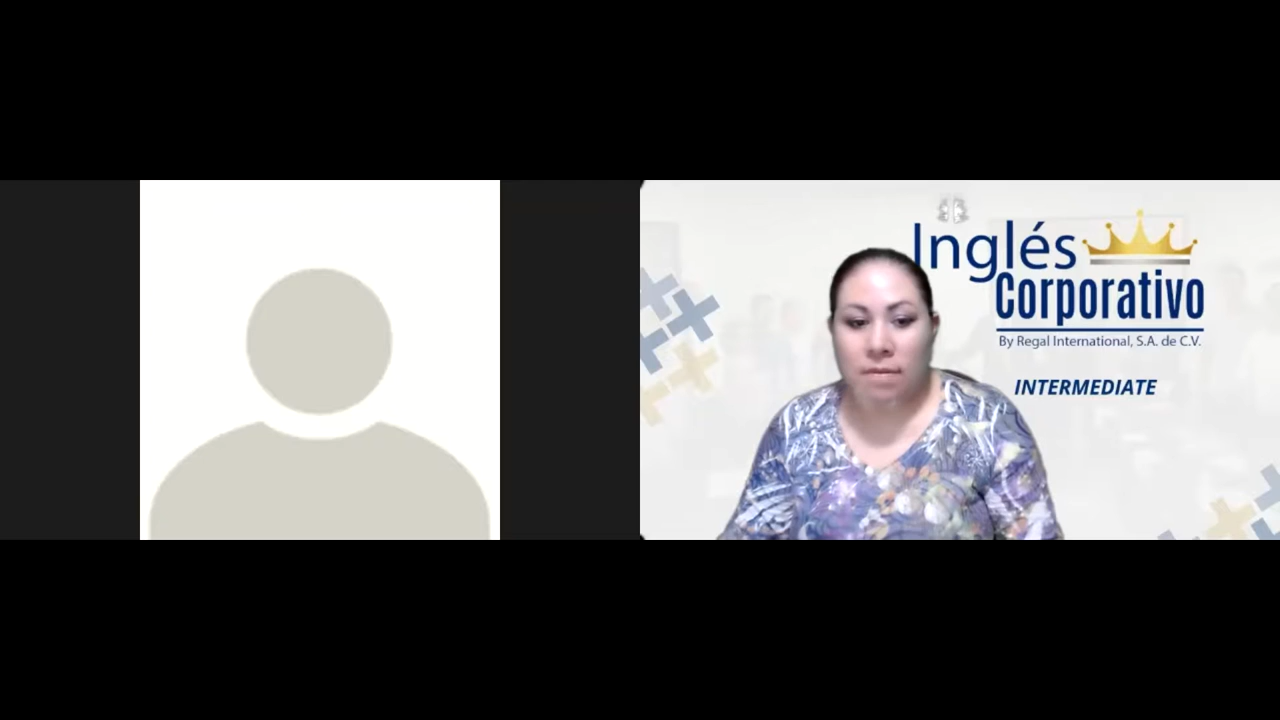 Inglés
Corporativo
By Regal International, S.A. de C.V.
INTERMEDIATE